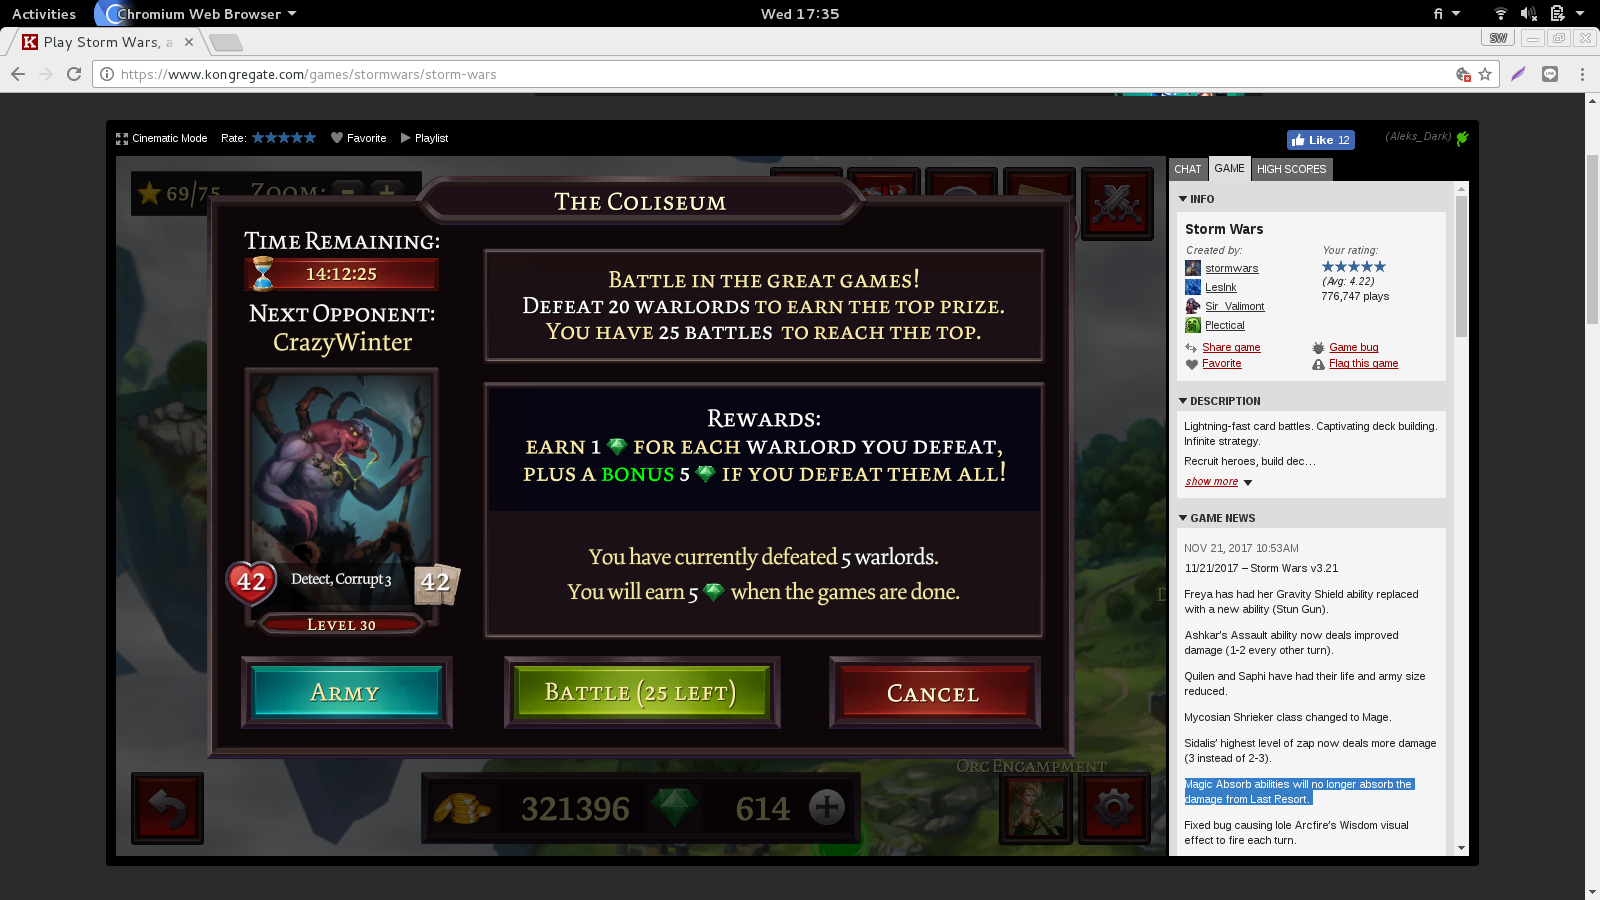 Activities
Chromium Web Browser
Wed 17:35
fi
Play Storm Wars, a
SW
https://www.kongregate.com/games/stormwars/storm-wars
Cinematic Mode
Rate:
Favorite
Playlist
Like 12
(Aleks_Dark)
69/75
Zoom:
The Coliseum
Time Remaining:
14:12:25
Next Opponent:
CrazyWinter
42
Detect, Corrupt 3
42
Level 30
Battle in the great games!
Defeat 20 warlords to earn the top prize.
You have 25 battles to reach the top.
Rewards:
earn 1 for each warlord you defeat,
plus a bonus 5 if you defeat them all!
You have currently defeated 5 warlords.
You will earn 5 when the games are done.
Army
Battle (25 left)
Cancel
Orc Encampment
321396
614
CHAT
GAME
HIGH SCORES
INFO
Storm Wars
Created by:
stormwars
LesInk
Sir_Valimont
Plectical
Your rating:
(Avg: 4.22)
776,747 plays
Share game
Game bug
Favorite
Flag this game
DESCRIPTION
Lightning-fast card battles. Captivating deck building.
Infinite strategy.
Recruit heroes, build dec…
show more
GAME NEWS
NOV 21, 2017 10:53AM
11/21/2017 – Storm Wars v3.21
Freya has had her Gravity Shield ability replaced
with a new ability (Stun Gun).
Ashkar's Assault ability now deals improved
damage (1-2 every other turn).
Quilen and Saphi have had their life and army size
reduced.
Mycosian Shrieker class changed to Mage.
Sidalis' highest level of zap now deals more damage
(3 instead of 2-3).
Magic Absorb abilities will no longer absorb the
damage from Last Resort.
Fixed bug causing Iole Arcfire's Wisdom visual
effect to fire each turn.